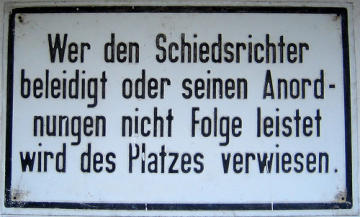 Wer den Schiedsrichter
beleidigt oder seinen Anord-
nungen nicht Folge leistet
wird des Platzes verwiesen.